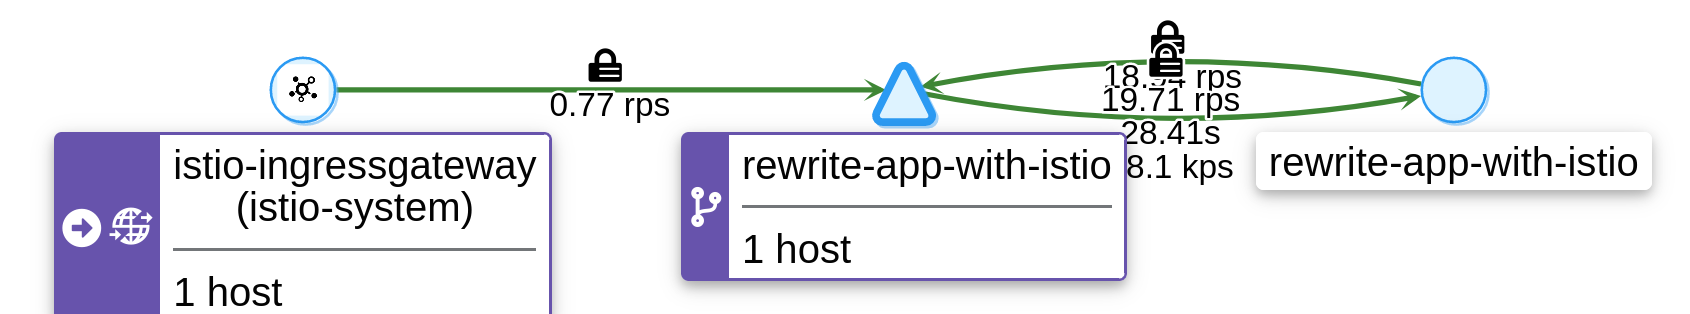 0.77 rps
rps
19.71 rps
28.41s
8.1 kps
istio-ingressgateway
(istio-system)
1 host
rewrite-app-with-istio
1 host
rewrite-app-with-istio